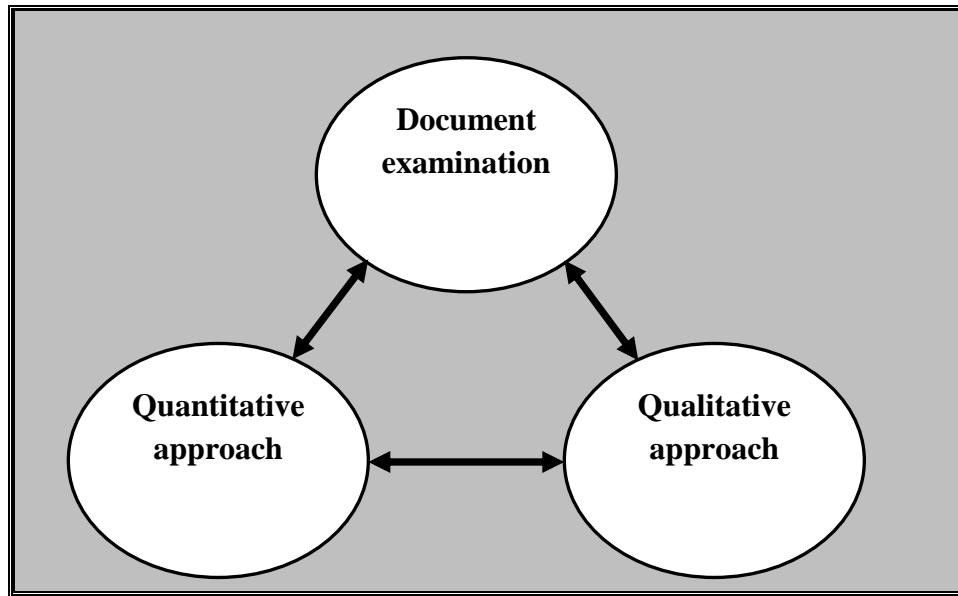 Document
examination
Quantitative
approach
Qualitative
approach